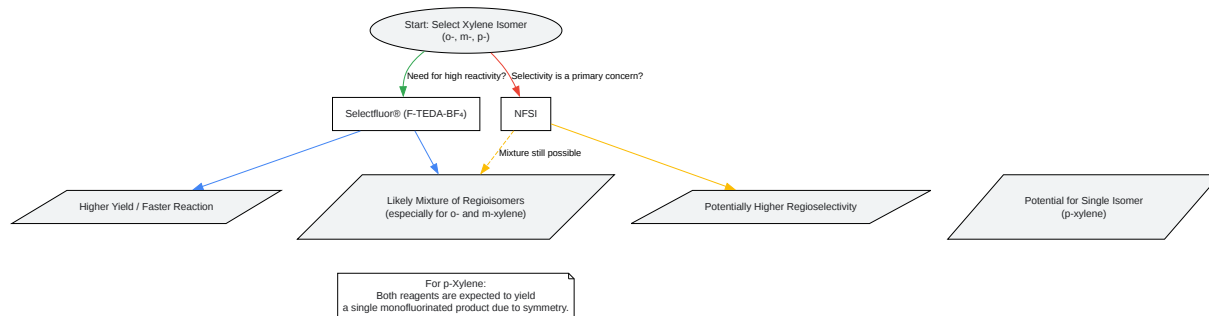 Start: Select Xylene Isomer
(o-, m-, p-)
Need for high reactivity?
Selectivity is a primary concern?
Selectfluor® (F-TEDA-BF₄)
NFSI
Mixture still possible
Higher Yield / Faster Reaction
Likely Mixture of Regioisomers
(especially for o- and m-xylene)
Potentially Higher Regioselectivity
Potential for Single Isomer
(p-xylene)
For p-Xylene:
Both reagents are expected to yield
a single monofluorinated product due to symmetry.